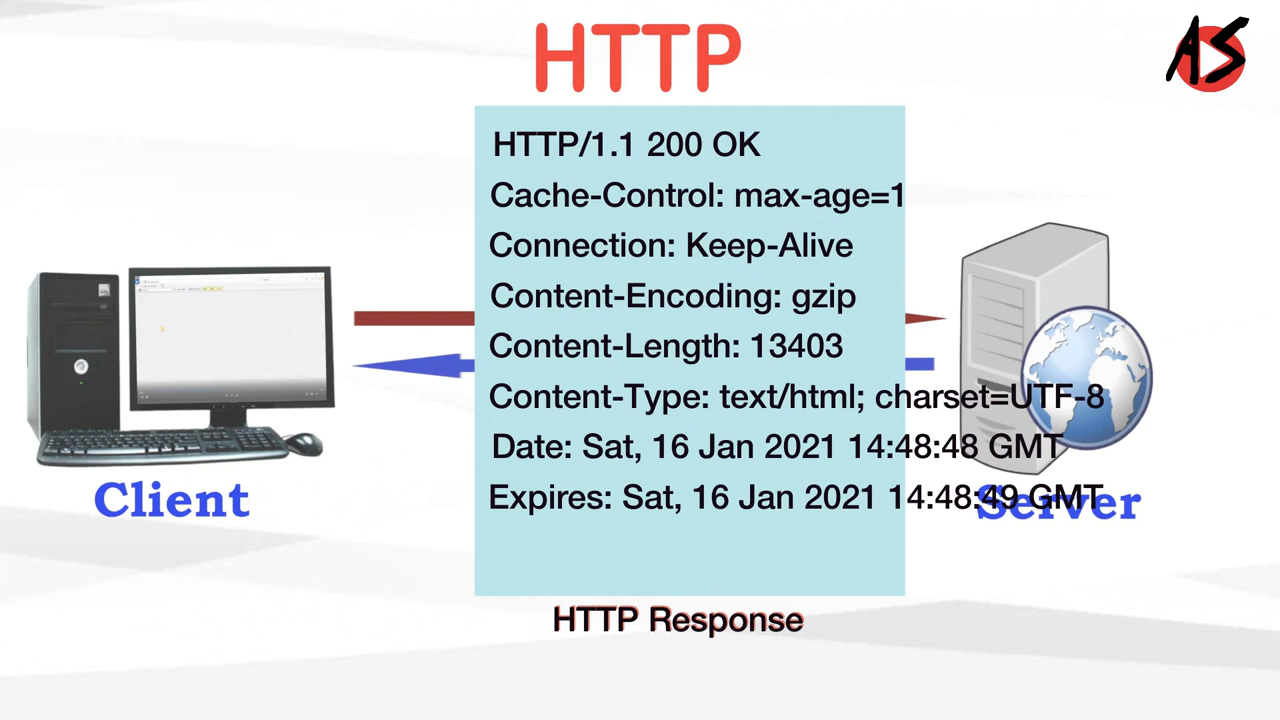 HTTP
AS
HTTP/1.1 200 OK
Cache-Control: max-age=1
Connection: Keep-Alive
Content-Encoding: gzip
Content-Length: 13403
Content-Type: text/html; charset=UTF-8
Date: Sat, 16 Jan 2021 14:48:48 GMT
Expires: Sat, 16 Jan 2021 14:48:49 GMT
Client
Server
HTTP Response